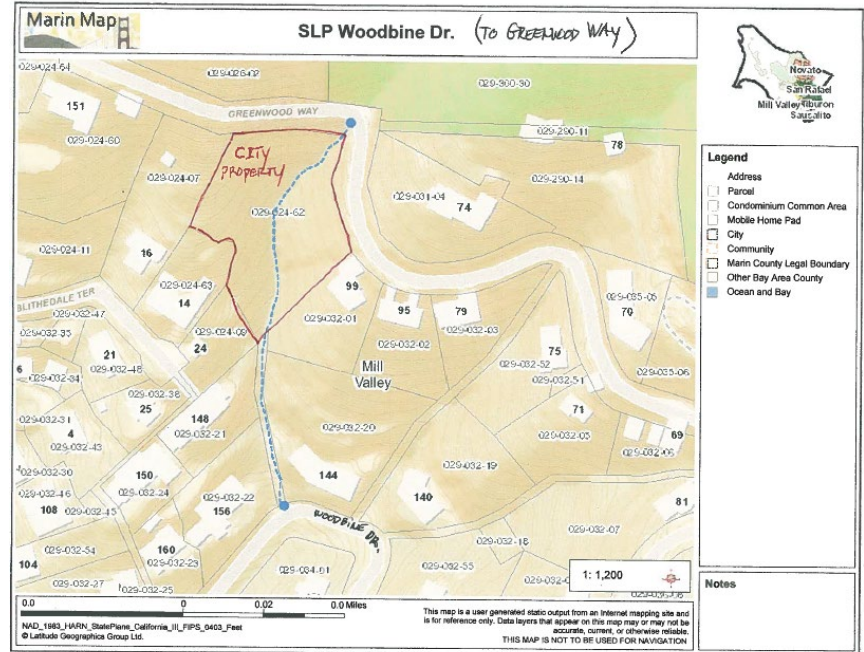 Marin Map
SLP Woodbine Dr. (TO GREENWOOD WAY)
Novato
San Rafael
Mill Valley Tiburon
Sausalito
029-024-64
029-026-02
029-300-30
151
GREENWOOD WAY
029-290-11
78
029-024-60
CITY
PROPERTY
029-024-07
029-290-14
029-031-04
74
029-024-62
029-024-11
16
029-024-63
14
99
BLITHEDALE TER
029-032-47
029-032-35
029-024-09
24
029-032-01
95
79
029-032-03
029-035-05
70
029-032-02
21
029-032-48
Mill
Valley
75
029-032-52
029-035-06
6
029-032-34
029-032-38
029-032-51
25
148
029-032-21
71
029-032-31
4
029-032-43
029-032-20
029-032-05
69
029-032-06
029-032-30
150
144
029-032-19
029-032-46
029-032-24
029-032-22
140
81
108
029-032-45
156
WOODBINE DR.
029-032-07
029-032-54
160
029-032-18
104
029-032-23
029-034-01
029-032-55
029-032-27
029-032-25
1: 1,200
Legend
Address
Parcel
Condominium Common Area
Mobile Home Pad
City
Community
Marin County Legal Boundary
Other Bay Area County
Ocean and Bay
Notes
0.0
0
0.02
0.0 Miles
NAD_1983_HARN_StatePlane_California_III_FIPS_0403_Feet
© Latitude Geographics Group Ltd.
This map is a user generated static output from an Internet mapping site and
is for reference only. Data layers that appear on this map may or may not be
accurate, current, or otherwise reliable.
THIS MAP IS NOT TO BE USED FOR NAVIGATION